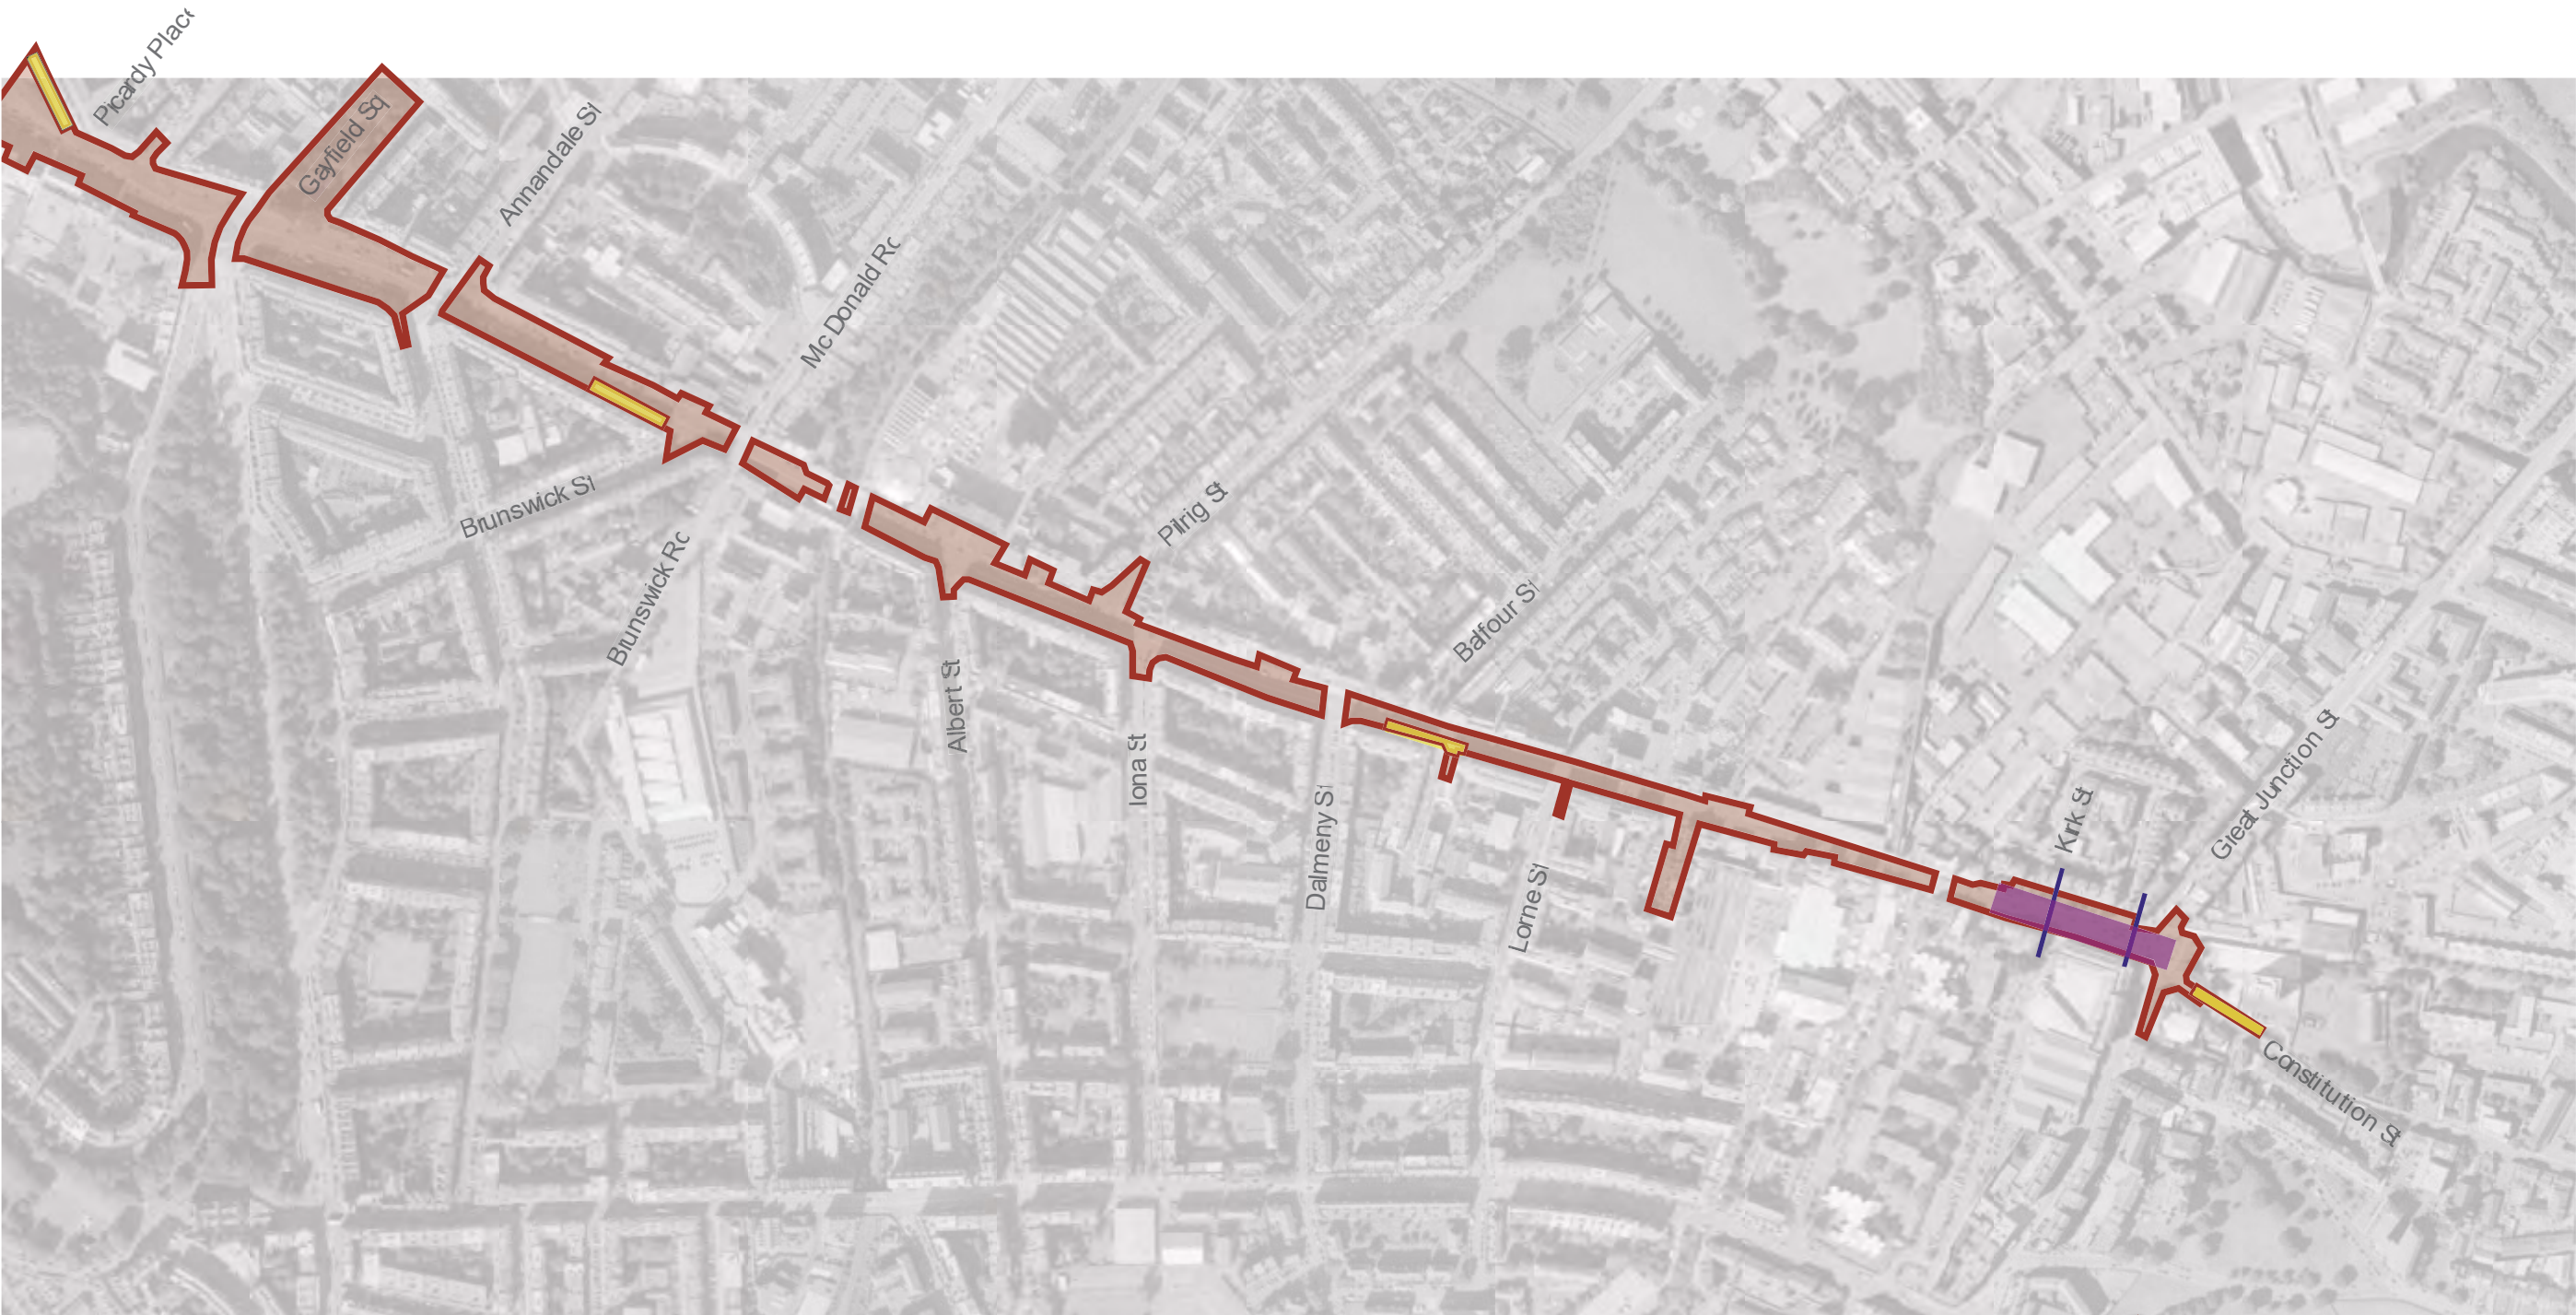 Picardy Place
Gayfield Sq
Annandale St
Mc Donald Rd
Brunswick St
Brunswick Rd
Pilrig St
Albert St
Iona St
Balfour St
Dalmeny St
Lorne St
Kirk St
Great Junction St
Constitution St